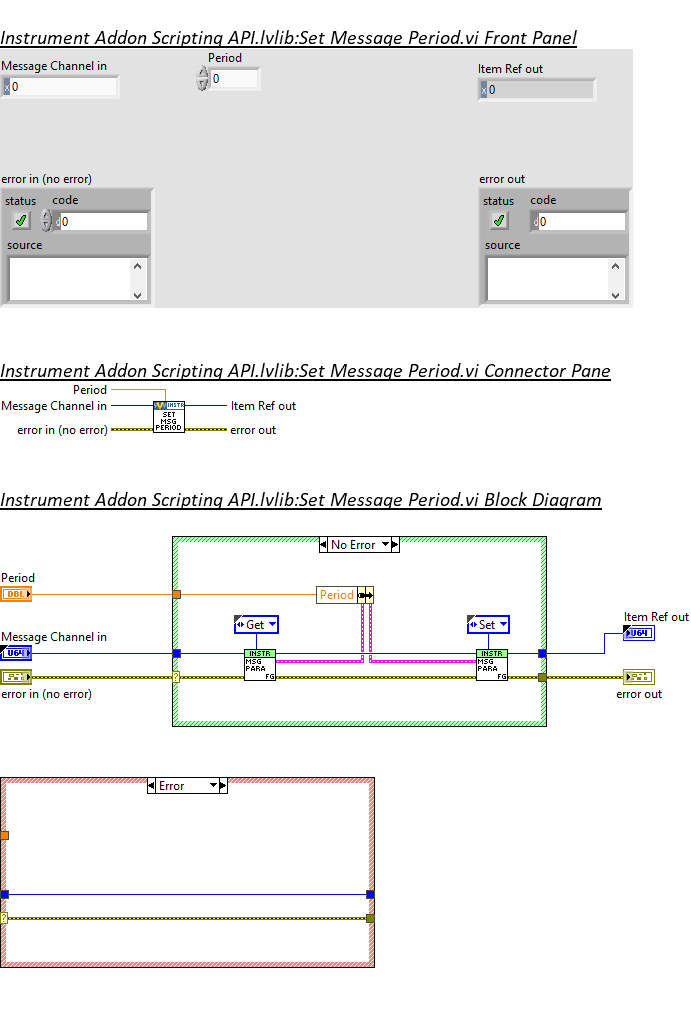 Instrument Addon Scripting API.lvlib:Set Message Period.vi Front Panel
Message Channel in
Period
Item Ref out
x 0
0
x 0
error in (no error)
error out
status code
status code
d 0
d 0
source
source
Instrument Addon Scripting API.lvlib:Set Message Period.vi Connector Pane
Period
Message Channel in
Item Ref out
error in (no error)
error out
INSTR
SET
MSG
PERIOD
Instrument Addon Scripting API.lvlib:Set Message Period.vi Block Diagram
No Error
Period
DBL
Period
Get
Set
Item Ref out
U64
Message Channel in
U64
INSTR
MSG
PARA
FG
INSTR
MSG
PARA
FG
?
error in (no error)
error out
Error
?